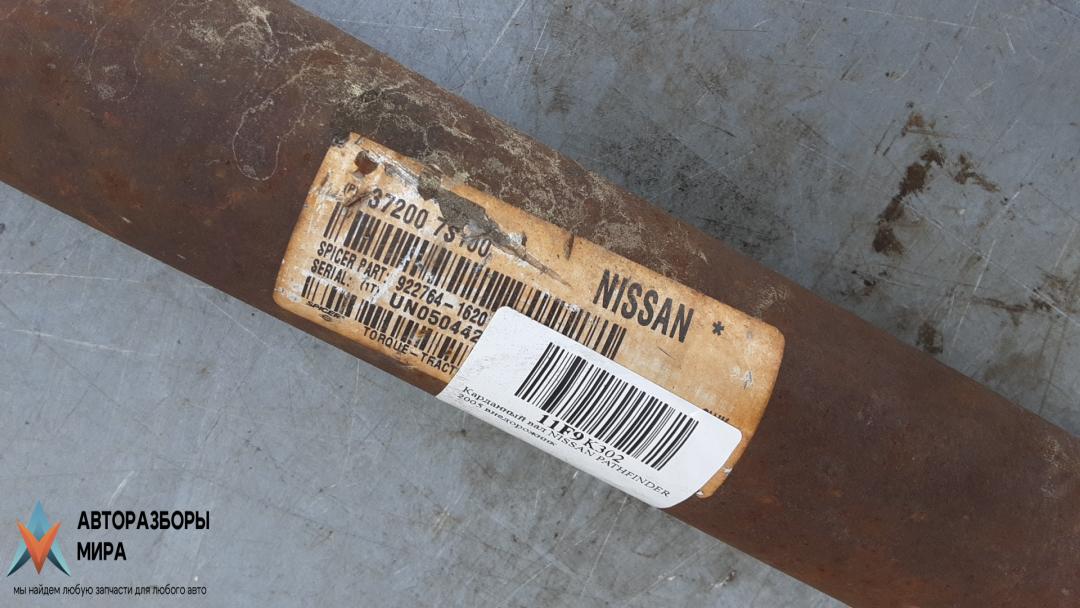 (P) 37200 7S
NISSAN *
SPICER PART: 922764-1620
SERIAL: (1T) UN050442
SPICER
TORQUE-TRACT
11F9K302
Карданный вал NISSAN PATHFINDER
2005 внедорожник
АВТОРАЗБОРЫ
МИРА
мы найдем любую запчасти для любого авто